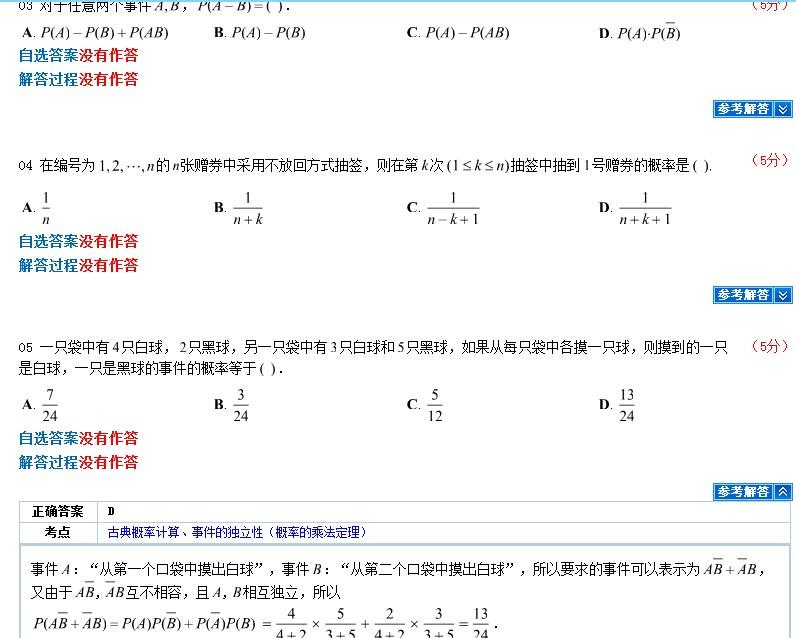 03 对于任意两个事件 A, B， P(A − B) = ( )．（5分）
A. P(A) − P(B) + P(AB) B. P(A) − P(B) C. P(A) − P(AB) D. P(A)·P(B̅)
自选答案没有作答
解答过程没有作答
参考解答
04 在编号为 1, 2, ⋯, n 的 n 张赠券中采用不放回方式抽签，则在第 k 次 (1 ≤ k ≤ n) 抽签中抽到 1 号赠券的概率是 ( ).（5分）
A. 1/n B. 1/(n + k) C. 1/(n − k + 1) D. 1/(n + k + 1)
自选答案没有作答
解答过程没有作答
参考解答
05 一只袋中有 4 只白球，2 只黑球，另一只袋中有 3 只白球和 5 只黑球，如果从每只袋中各摸一只球，则摸到的一只（5分）
是白球，一只是黑球的事件的概率等于 ( )．
A. 7/24 B. 3/24 C. 5/12 D. 13/24
自选答案没有作答
解答过程没有作答
参考解答
正确答案 D
考点 古典概率计算、事件的独立性（概率的乘法定理）
事件 A：“从第一个口袋中摸出白球”，事件 B：“从第二个口袋中摸出白球”，所以要求的事件可以表示为 AB̅ + A̅B，
又由于 AB̅, A̅B 互不相容，且 A, B 相互独立，所以
P(AB̅ + A̅B) = P(A)P(B̅) + P(A̅)P(B) = 4/(4+2) × 5/(3+5) + 2/(4+2) × 3/(3+5) = 13/24．